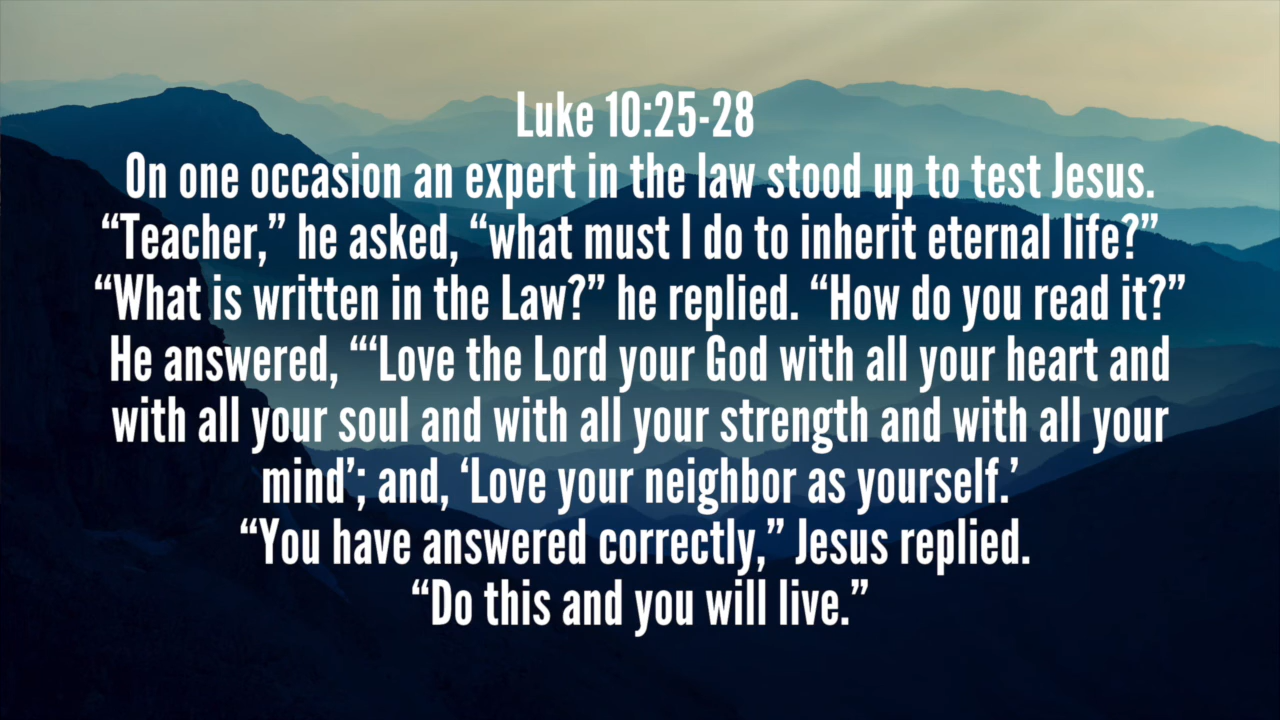 Luke 10:25-28
On one occasion an expert in the law stood up to test Jesus.
“Teacher,” he asked, “what must I do to inherit eternal life?”
“What is written in the Law?” he replied. “How do you read it?”
He answered, “‘Love the Lord your God with all your heart and
with all your soul and with all your strength and with all your
mind’; and, ‘Love your neighbor as yourself.’
“You have answered correctly,” Jesus replied.
“Do this and you will live.”